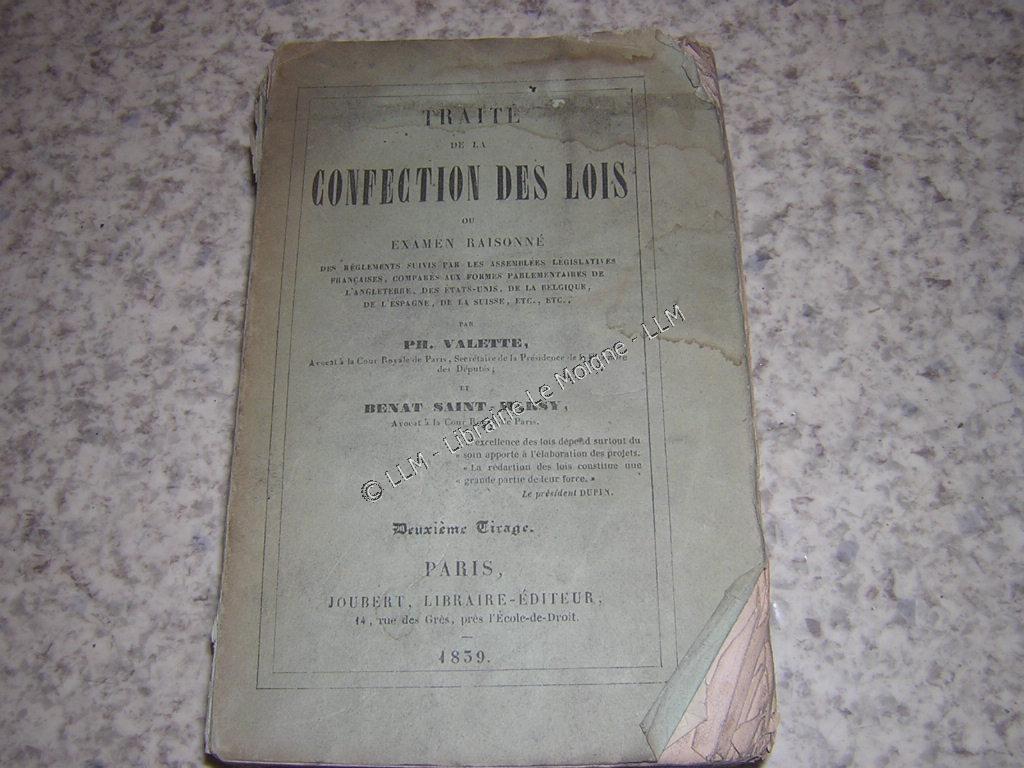 TRAITÉ
DE LA
CONFECTION DES LOIS
OU
EXAMEN RAISONNÉ
DES RÉGLEMENTS SUIVIS PAR LES ASSEMBLÉES LÉGISLATIVES
FRANÇAISES, COMPARÉS AUX FORMES PARLEMENTAIRES DE
L'ANGLETERRE, DES ÉTATS-UNIS, DE LA BELGIQUE,
DE L'ESPAGNE, DE LA SUISSE, ETC., ETC.,
PAR
PH. VALETTE,
Avocat à la Cour Royale de Paris, Secrétaire de la Présidence de
des Députés;
ET
BENAT SAINT-
Avocat à la Cour de Paris.
excellence des lois dépend surtout du
« soin apporté à l'élaboration des projets.
« La rédaction des lois constitue une
« grande partie de leur force. »
Le président DUPIN.
Deuxième Tirage.
PARIS,
JOUBERT, LIBRAIRE-ÉDITEUR,
14, rue des Grès, près l'École-de-Droit.
1839.
© LLM - Librairie Le Moigne - LLM